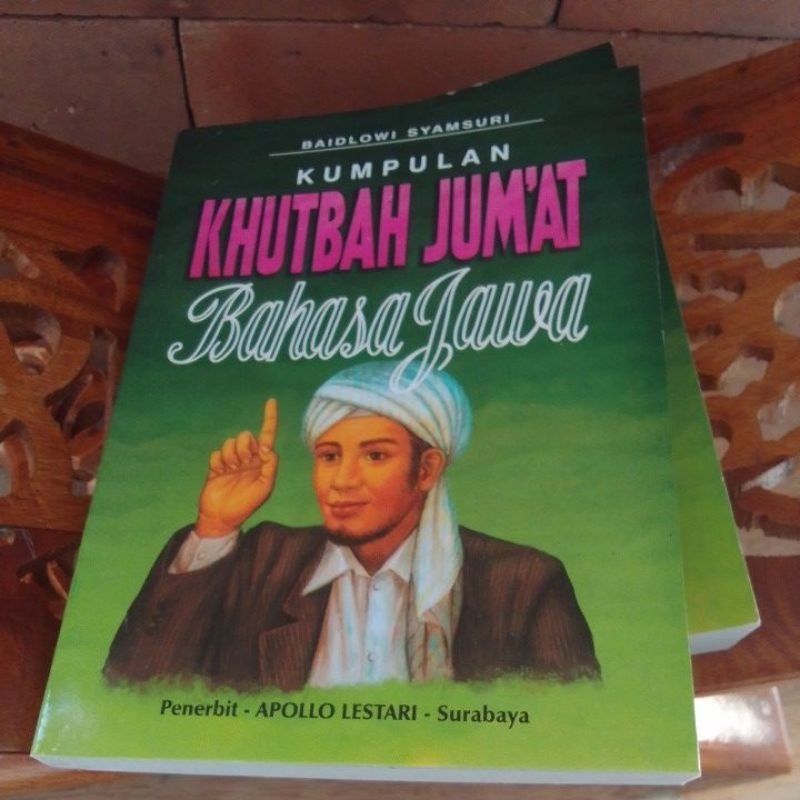 BAIDLOWI SYAMSURI
KUMPULAN
KHUTBAH JUM'AT
Bahasa Jawa
Penerbit - APOLLO LESTARI - Surabaya